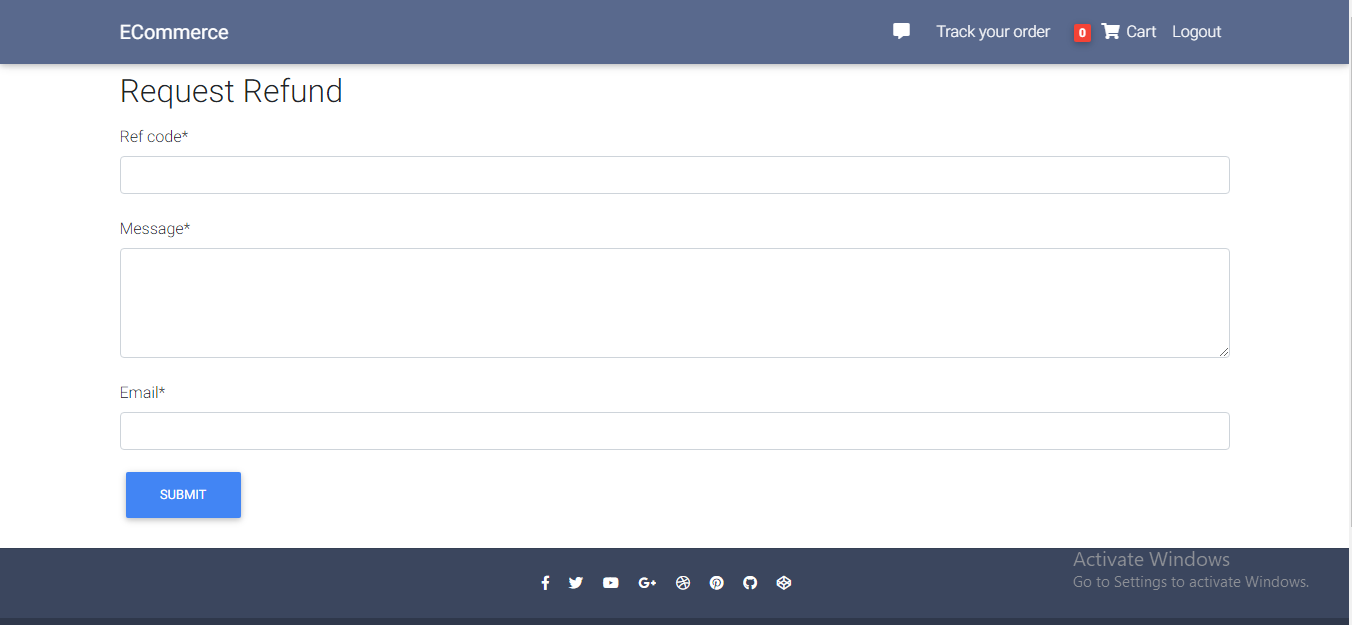 ECommerce
Track your order 0 Cart Logout
Request Refund
Ref code*
Message*
Email*
SUBMIT
Activate Windows
Go to Settings to activate Windows.